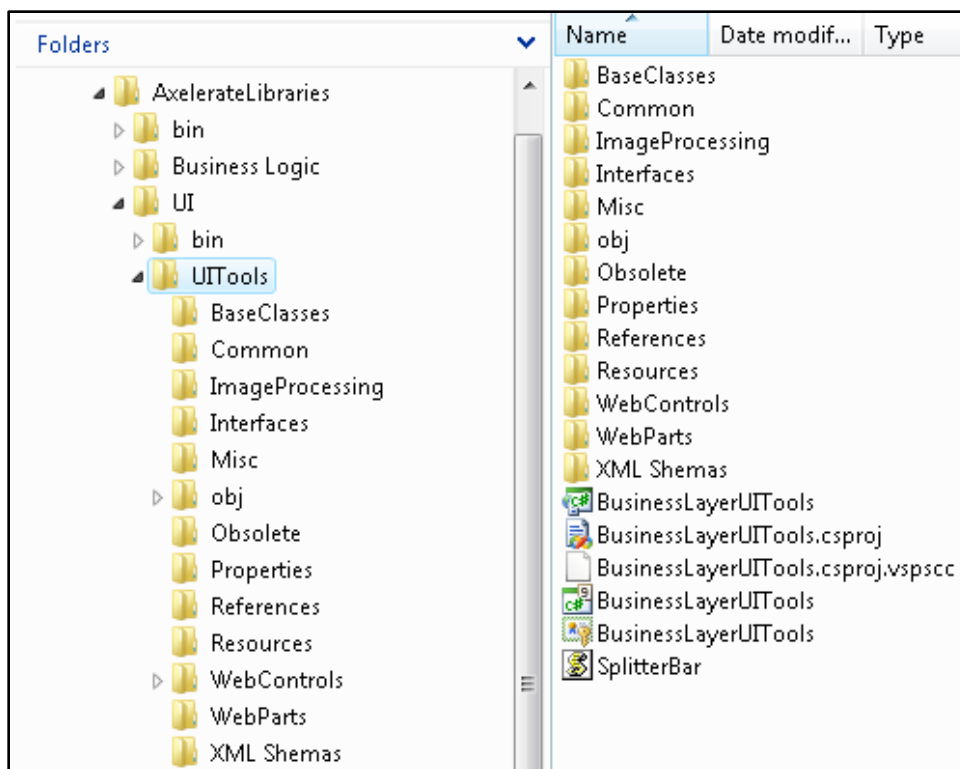 Folders
AxelerateLibraries
bin
Business Logic
UI
bin
UITools
BaseClasses
Common
ImageProcessing
Interfaces
Misc
obj
Obsolete
Properties
References
Resources
WebControls
WebParts
XML Shemas
Name Date modif... Type
BaseClasses
Common
ImageProcessing
Interfaces
Misc
obj
Obsolete
Properties
References
Resources
WebControls
WebParts
XML Shemas
BusinessLayerUITools
BusinessLayerUITools.csproj
BusinessLayerUITools.csproj.vspscc
BusinessLayerUITools
BusinessLayerUITools
SplitterBar